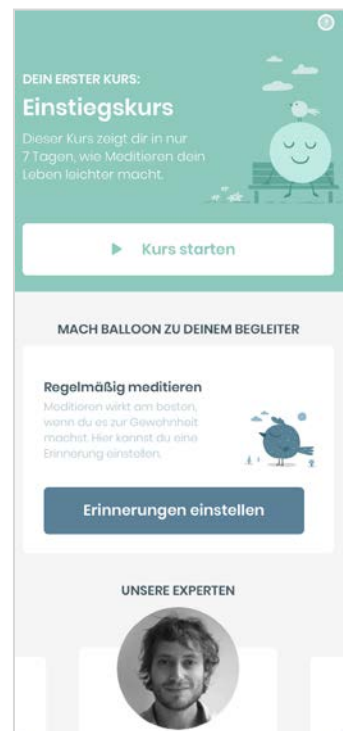 DEIN ERSTER KURS:
Einstiegskurs
Dieser Kurs zeigt dir in nur
7 Tagen, wie Meditieren dein
Leben leichter macht.
Kurs starten
MACH BALLOON ZU DEINEM BEGLEITER
Regelmäßig meditieren
Meditieren wirkt am besten,
wenn du es zur Gewohnheit
machst. Hier kannst du eine
Erinnerung einstellen.
Erinnerungen einstellen
UNSERE EXPERTEN